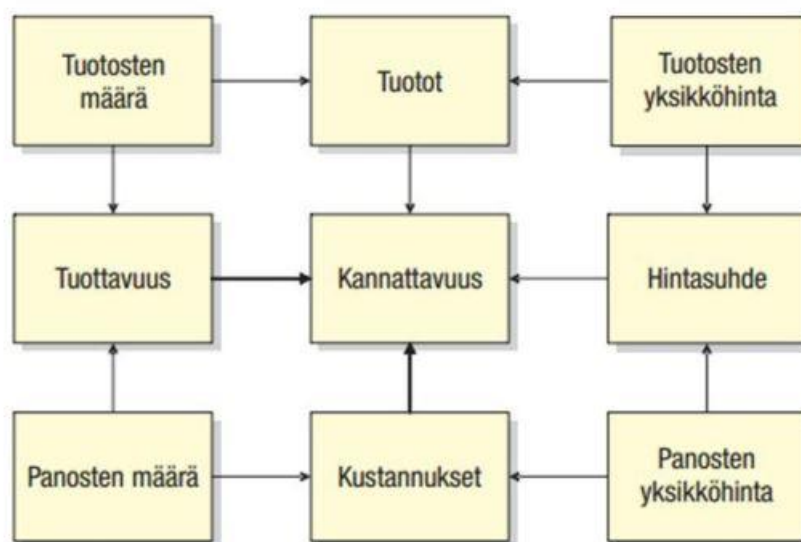 Tuotosten
määrä
Tuotot
Tuotosten
yksikköhinta
Tuottavuus
Kannattavuus
Hintasuhde
Panosten määrä
Kustannukset
Panosten
yksikköhinta